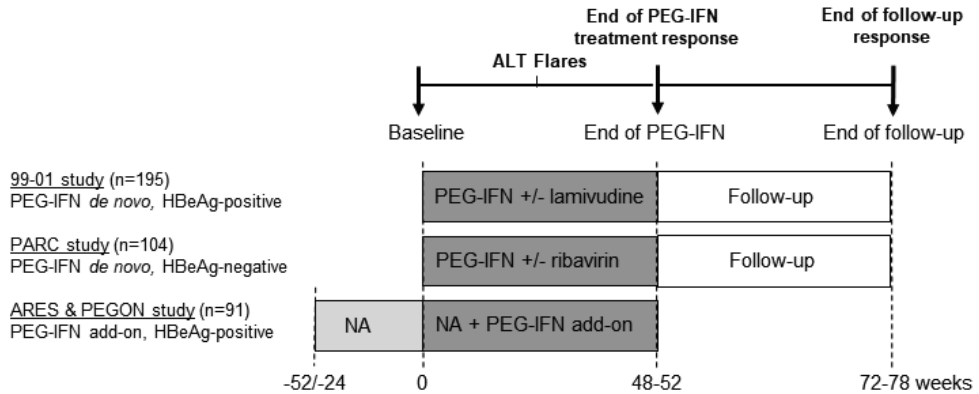 End of PEG-IFN
treatment response
End of follow-up
response
ALT Flares
Baseline
End of PEG-IFN
End of follow-up
99-01 study (n=195)
PEG-IFN de novo, HBeAg-positive
PEG-IFN +/- lamivudine
Follow-up
PARC study (n=104)
PEG-IFN de novo, HBeAg-negative
PEG-IFN +/- ribavirin
Follow-up
ARES & PEGON study (n=91)
PEG-IFN add-on, HBeAg-positive
NA
NA + PEG-IFN add-on
-52/-24
0
48-52
72-78 weeks